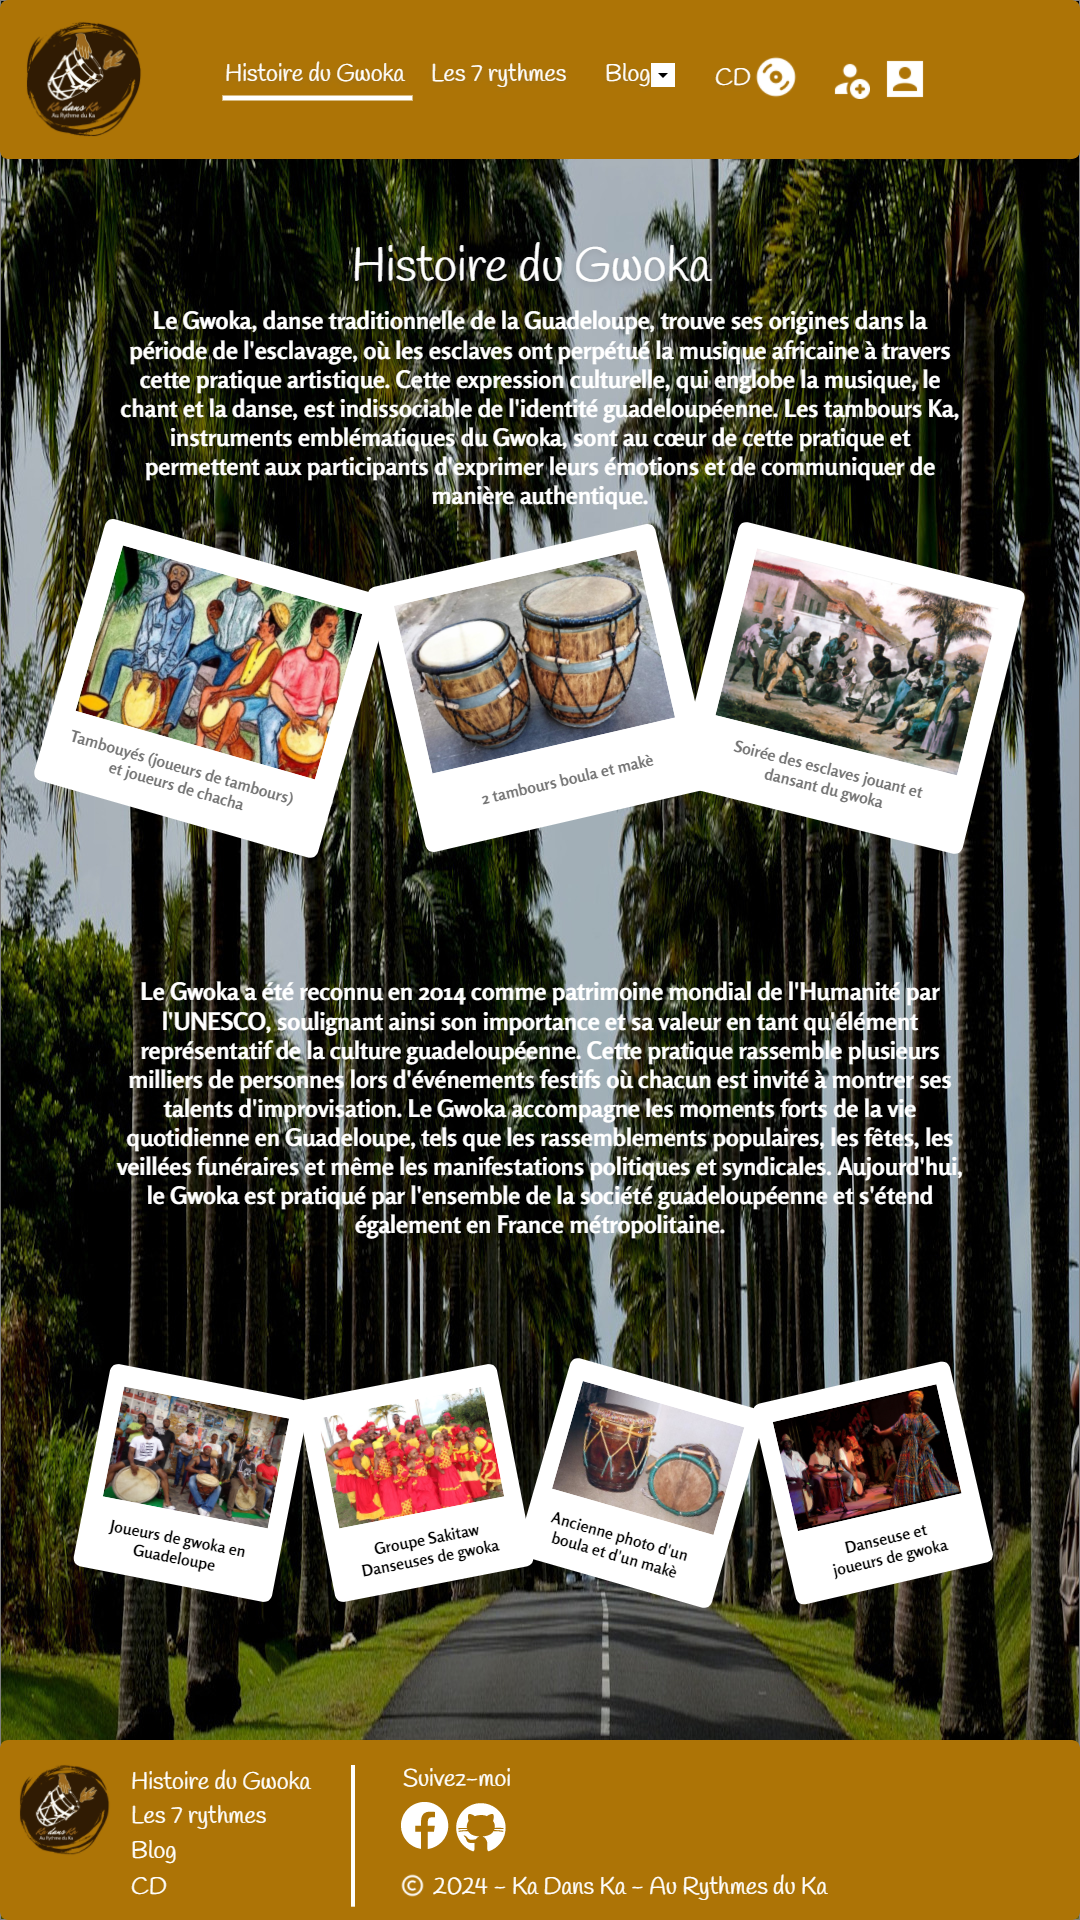 Ka dans Ka
Au Rythme du Ka
Histoire du Gwoka
Les 7 rythmes
Blog
CD
Histoire du Gwoka
Le Gwoka, danse traditionnelle de la Guadeloupe, trouve ses origines dans la
période de l'esclavage, où les esclaves ont perpétué la musique africaine à travers
cette pratique artistique. Cette expression culturelle, qui englobe la musique, le
chant et la danse, est indissociable de l'identité guadeloupéenne. Les tambours Ka,
instruments emblématiques du Gwoka, sont au cœur de cette pratique et
permettent aux participants d'exprimer leurs émotions et de communiquer de
manière authentique.
Tambouyés (joueurs de tambours)
et joueurs de chacha
2 tambours boula et makè
Soirée des esclaves jouant et
dansant du gwoka
Le Gwoka a été reconnu en 2014 comme patrimoine mondial de l'Humanité par
l'UNESCO, soulignant ainsi son importance et sa valeur en tant qu'élément
représentatif de la culture guadeloupéenne. Cette pratique rassemble plusieurs
milliers de personnes lors d'événements festifs où chacun est invité à montrer ses
talents d'improvisation. Le Gwoka accompagne les moments forts de la vie
quotidienne en Guadeloupe, tels que les rassemblements populaires, les fêtes, les
veillées funéraires et même les manifestations politiques et syndicales. Aujourd'hui,
le Gwoka est pratiqué par l'ensemble de la société guadeloupéenne et s'étend
également en France métropolitaine.
Joueurs de gwoka en
Guadeloupe
Groupe Sakitaw
Danseuses de gwoka
Ancienne photo d'un
boula et d'un makè
Danseuse et
joueurs de gwoka
Ka dans Ka
Au Rythme du Ka
Histoire du Gwoka
Les 7 rythmes
Blog
CD
Suivez-moi
© 2024 - Ka Dans Ka - Au Rythmes du Ka